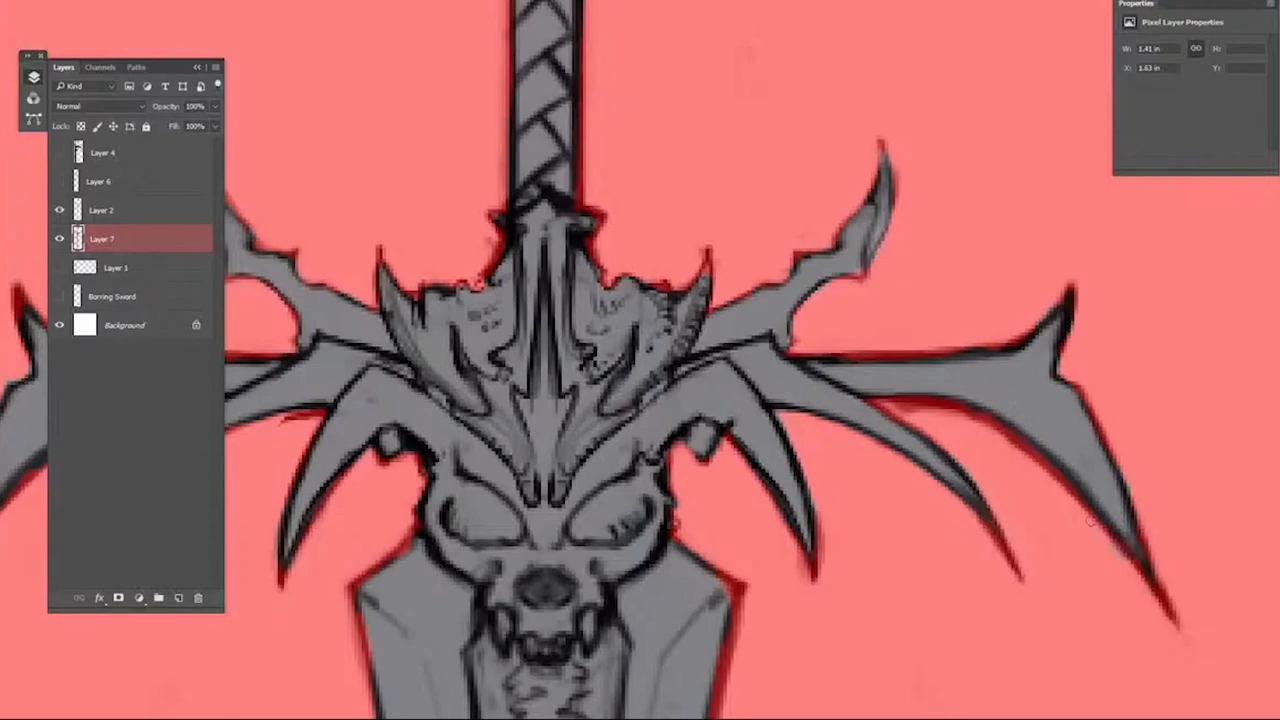 Layers Channels Paths
Kind
Normal Opacity: 100%
Lock: Fill: 100%
Layer 4
Layer 6
Layer 2
Layer 7
Layer 1
Borring Sword
Background
fx
Properties
Pixel Layer Properties
W: 1.41 in H:
X: 1.63 in Y: